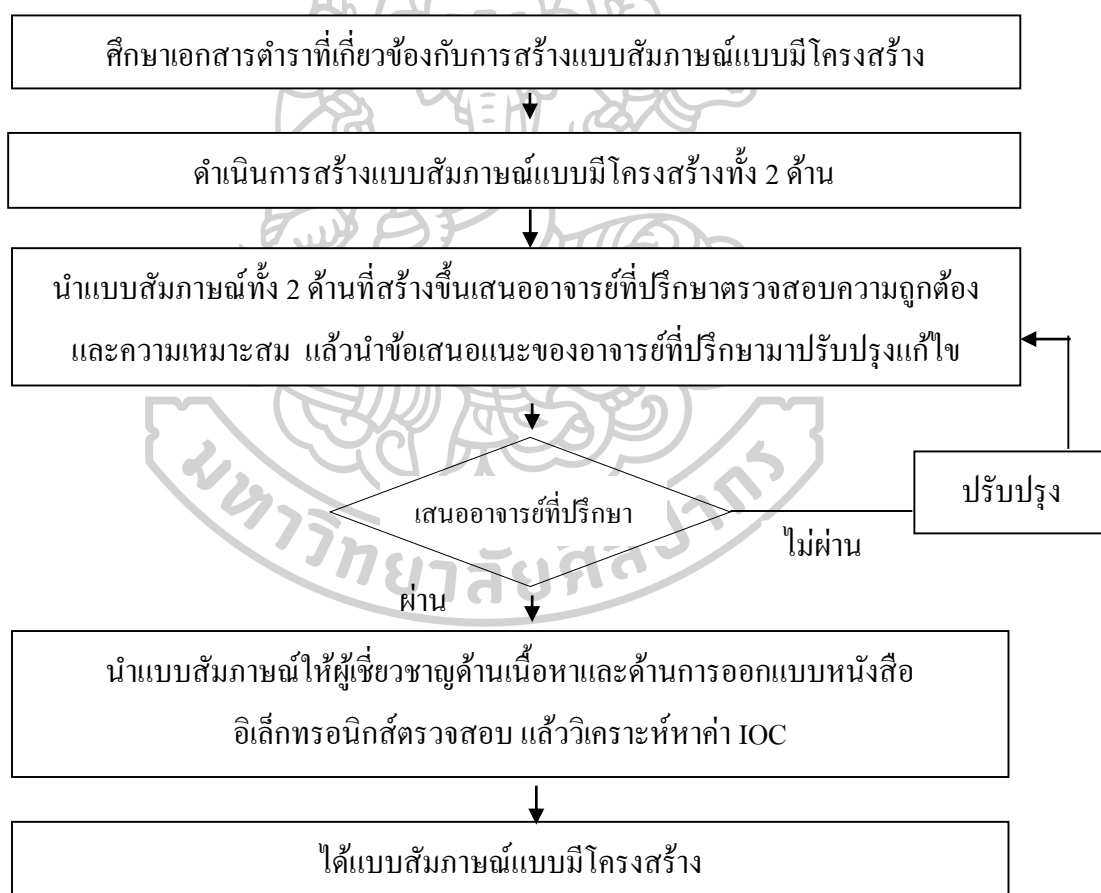 ศึกษาเอกสารตำราที่เกี่ยวข้องกับการสร้างแบบสัมภาษณ์แบบมีโครงสร้าง
ดำเนินการสร้างแบบสัมภาษณ์แบบมีโครงสร้างทั้ง 2 ด้าน
นำแบบสัมภาษณ์ทั้ง 2 ด้านที่สร้างขึ้นเสนออาจารย์ที่ปรึกษาตรวจสอบความถูกต้อง
และความเหมาะสม แล้วนำข้อเสนอแนะของอาจารย์ที่ปรึกษามาปรับปรุงแก้ไข
ปรับปรุง
เสนออาจารย์ที่ปรึกษา
ไม่ผ่าน
มหาวิทยาลัยศิลปากร
ผ่าน
นำแบบสัมภาษณ์ให้ผู้เชี่ยวชาญด้านเนื้อหาและด้านการออกแบบหนังสือ
อิเล็กทรอนิกส์ตรวจสอบ แล้ววิเคราะห์หาค่า IOC
ได้แบบสัมภาษณ์แบบมีโครงสร้าง